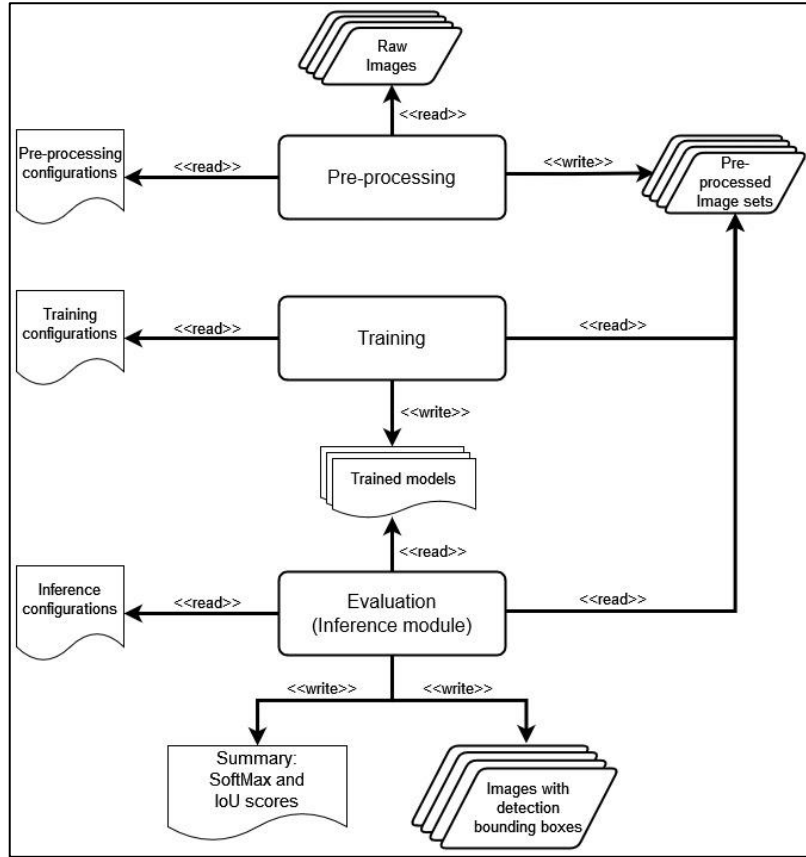 Raw
Images
<<read>>
Pre-processing
configurations
<<read>>
Pre-processing
<<write>>
Pre-
processed
Image sets
Training
configurations
<<read>>
Training
<<read>>
<<write>>
Trained models
<<read>>
Inference
configurations
<<read>>
Evaluation
(Inference module)
<<read>>
<<write>>
<<write>>
Summary:
SoftMax and
IoU scores
Images with
detection
bounding boxes